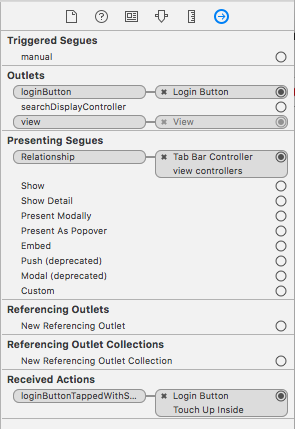 Triggered Segues
manual
Outlets
loginButton Login Button
searchDisplayController
view View
Presenting Segues
Relationship Tab Bar Controller
view controllers
Show
Show Detail
Present Modally
Present As Popover
Embed
Push (deprecated)
Modal (deprecated)
Custom
Referencing Outlets
New Referencing Outlet
Referencing Outlet Collections
New Referencing Outlet Collection
Received Actions
loginButtonTappedWithS... Login Button
Touch Up Inside